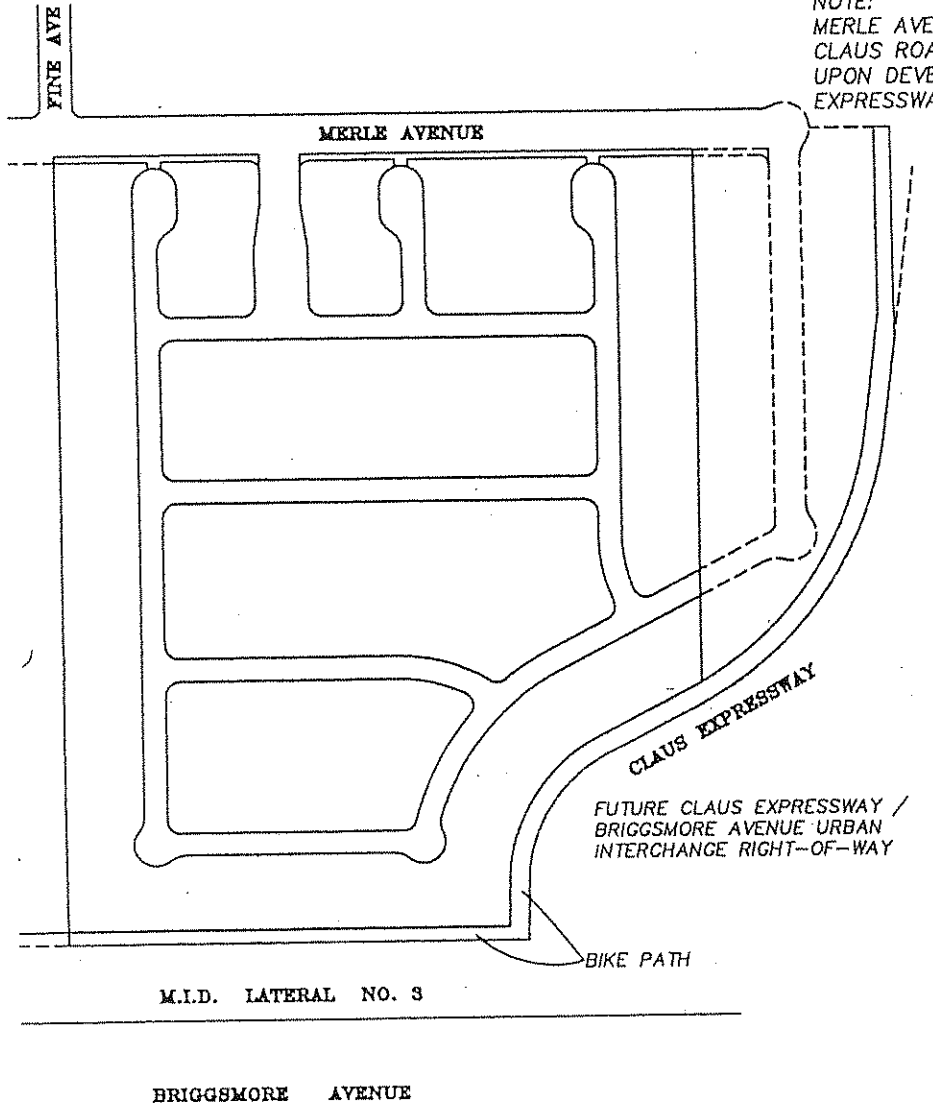 NOTE:
MERLE AVE
CLAUS ROA
UPON DEVE
EXPRESSWA
FINE AVE
MERLE AVENUE
CLAUS EXPRESSWAY
FUTURE CLAUS EXPRESSWAY /
BRIGGSMORE AVENUE URBAN
INTERCHANGE RIGHT-OF-WAY
BIKE PATH
M.I.D. LATERAL NO. 3
BRIGGSMORE AVENUE